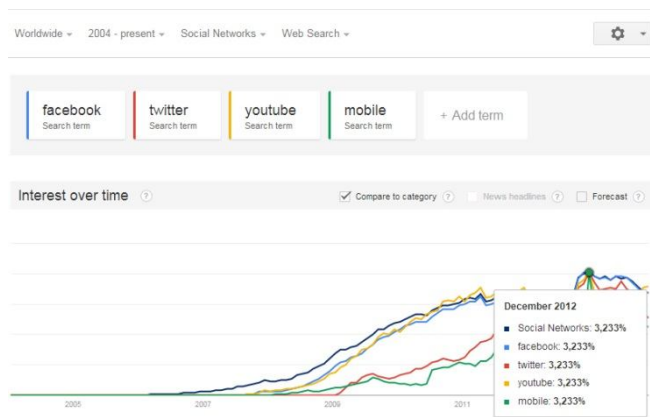 Worldwide 2004 - present Social Networks Web Search
facebook
Search term
twitter
Search term
youtube
Search term
mobile
Search term
+ Add term
Interest over time ? Compare to category ? News headlines ? Forecast ?
December 2012
Social Networks: 3,233%
facebook: 3,233%
twitter: 3,233%
youtube: 3,233%
mobile: 3,233%
2005 2007 2009 2011